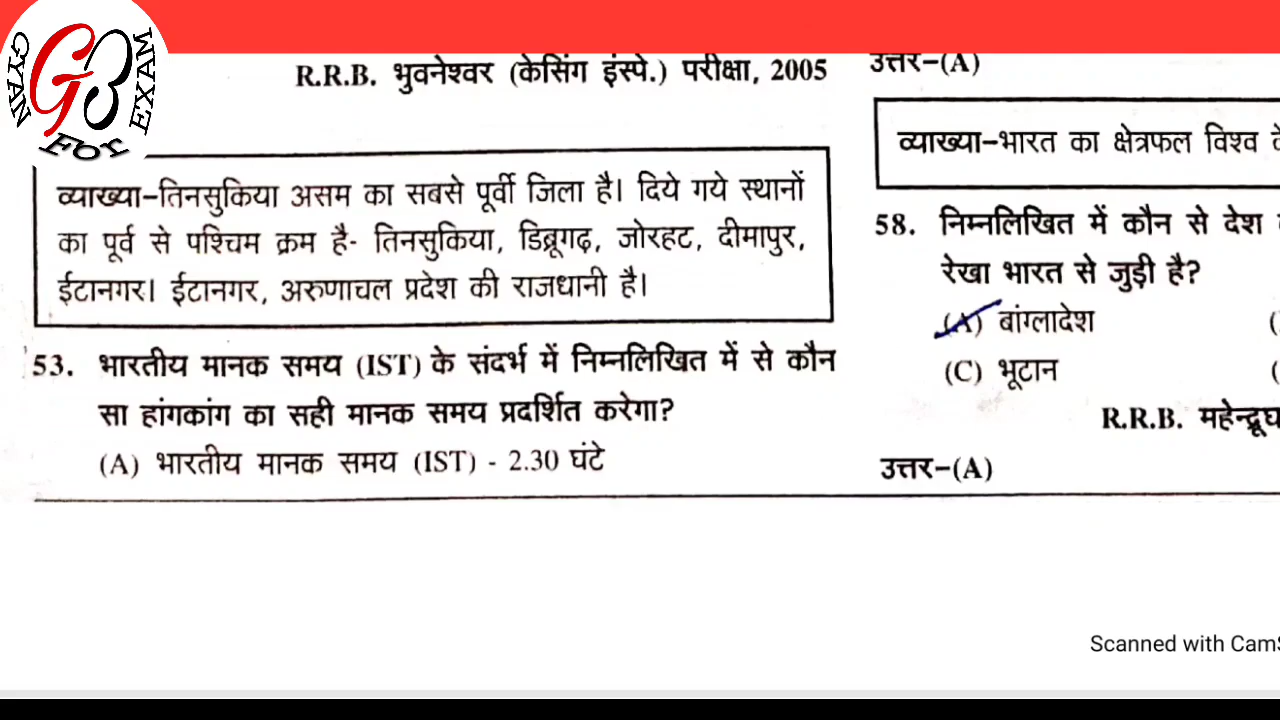 GYAN
G3
EXAM
For
R.R.B. भुवनेश्वर (केसिंग इंस्पे.) परीक्षा, 2005
व्याख्या–तिनसुकिया असम का सबसे पूर्वी जिला है। दिये गये स्थानों
का पूर्व से पश्चिम क्रम है- तिनसुकिया, डिब्रूगढ़, जोरहट, दीमापुर,
ईटानगर। ईटानगर, अरुणाचल प्रदेश की राजधानी है।
53. भारतीय मानक समय (IST) के संदर्भ में निम्नलिखित में से कौन
सा हांगकांग का सही मानक समय प्रदर्शित करेगा?
(A) भारतीय मानक समय (IST) - 2.30 घंटे
उत्तर–(A)
व्याख्या–भारत का क्षेत्रफल विश्व
58. निम्नलिखित में कौन से देश
रेखा भारत से जुड़ी है?
(A) बांग्लादेश (
(C) भूटान (
R.R.B.
उत्तर–(A)
Scanned with CamS